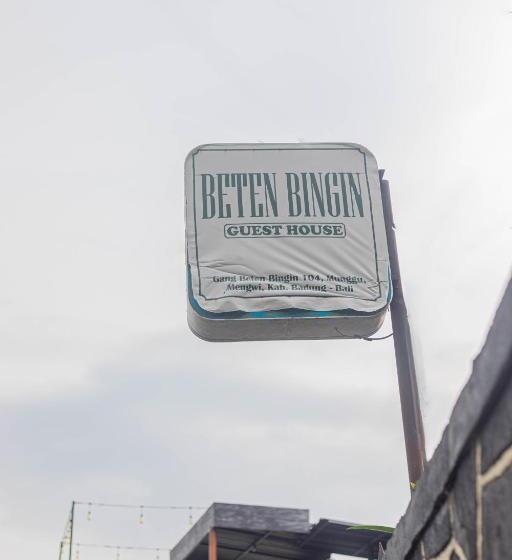 BETEN BINGIN
GUEST HOUSE
Gang Beten Bingin 104, Munggu,
Mengwi, Kab. Badung - Bali